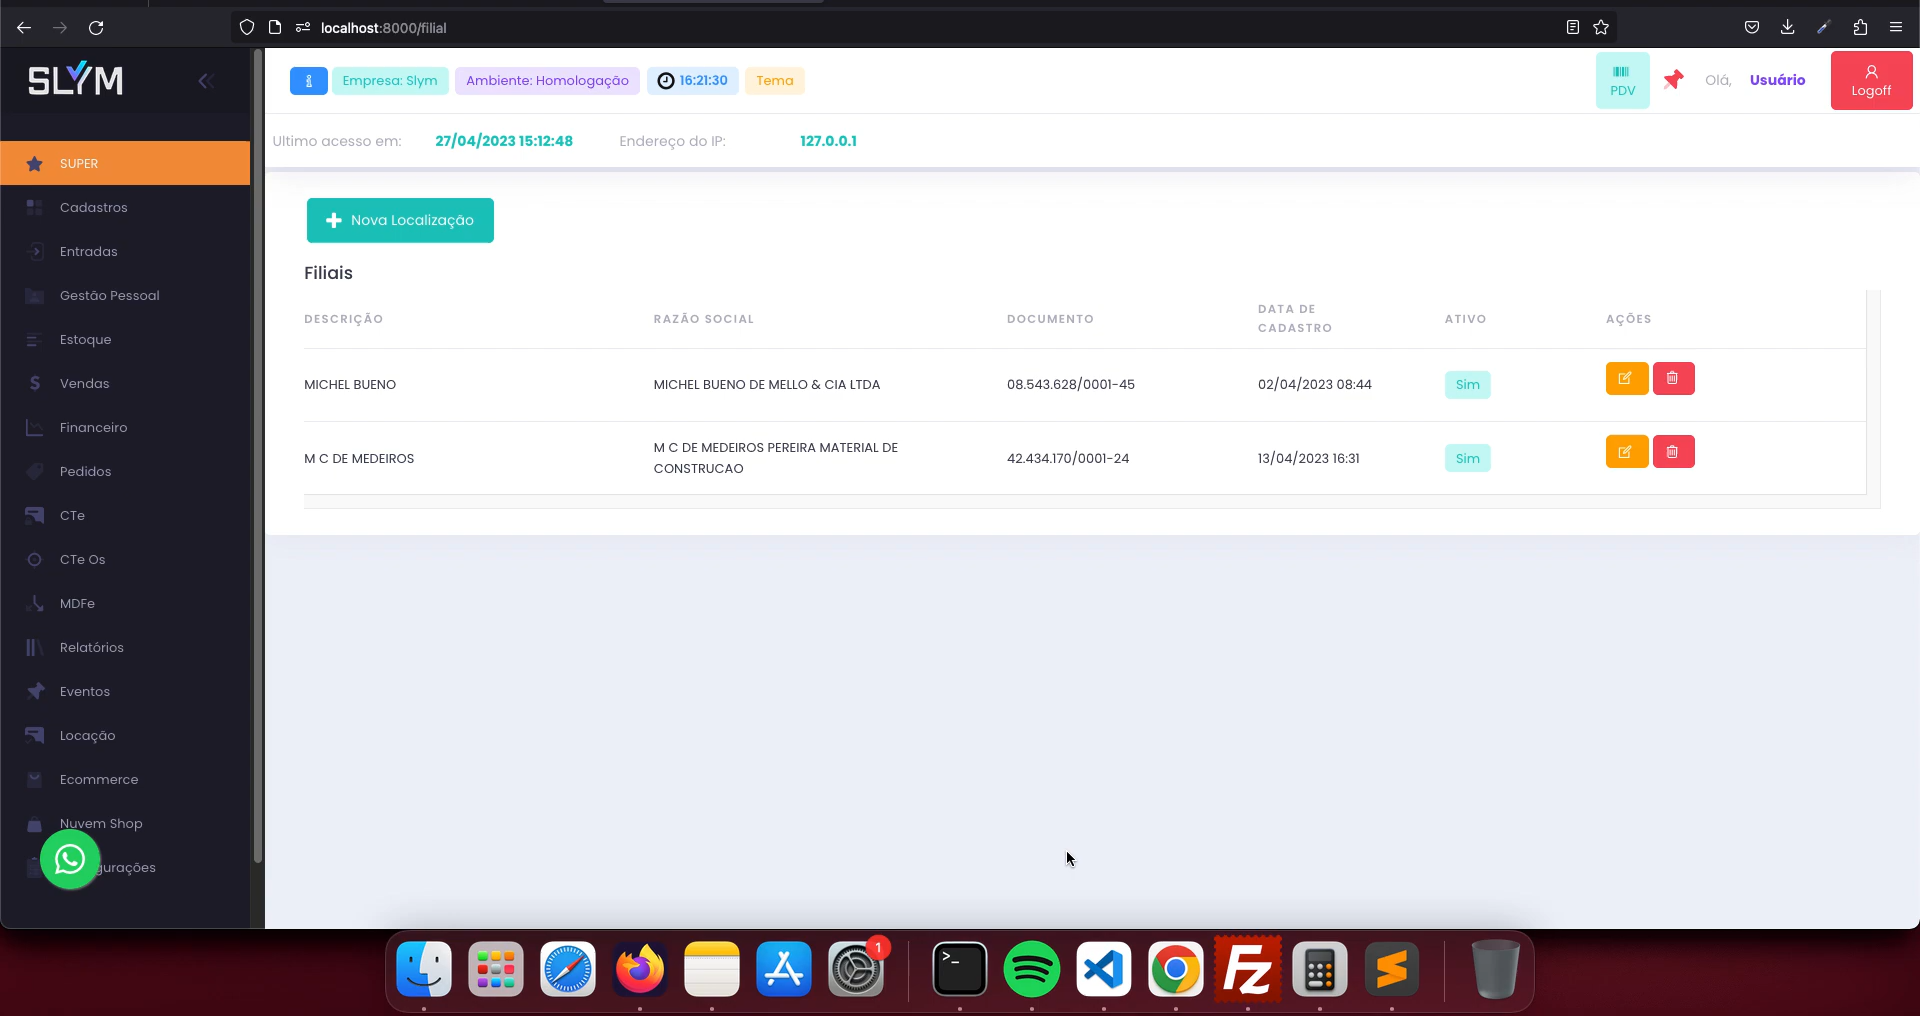 localhost:8000/filial
SLYM
Empresa: Slym
Ambiente: Homologação
16:21:30
Tema
PDV
Olá,
Usuário
Logoff
Ultimo acesso em:
27/04/2023 15:12:48
Endereço do IP:
127.0.0.1
SUPER
Cadastros
Entradas
Gestão Pessoal
Estoque
Vendas
Financeiro
Pedidos
CTe
CTe Os
MDFe
Relatórios
Eventos
Locação
Ecommerce
Nuvem Shop
gurações
Nova Localização
Filiais
DESCRIÇÃO
RAZÃO SOCIAL
DOCUMENTO
DATA DE
CADASTRO
ATIVO
AÇÕES
MICHEL BUENO
MICHEL BUENO DE MELLO & CIA LTDA
08.543.628/0001-45
02/04/2023 08:44
Sim
M C DE MEDEIROS
M C DE MEDEIROS PEREIRA MATERIAL DE
CONSTRUCAO
42.434.170/0001-24
13/04/2023 16:31
Sim
1
>_
Fz